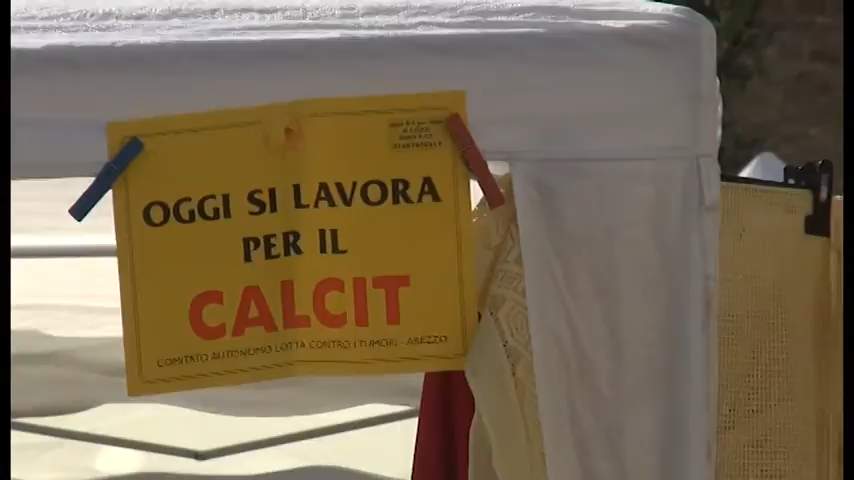 OGGI SI LAVORA
PER IL
CALCIT
COMITATO AUTONOMO LOTTA CONTRO I TUMORI - AREZZO